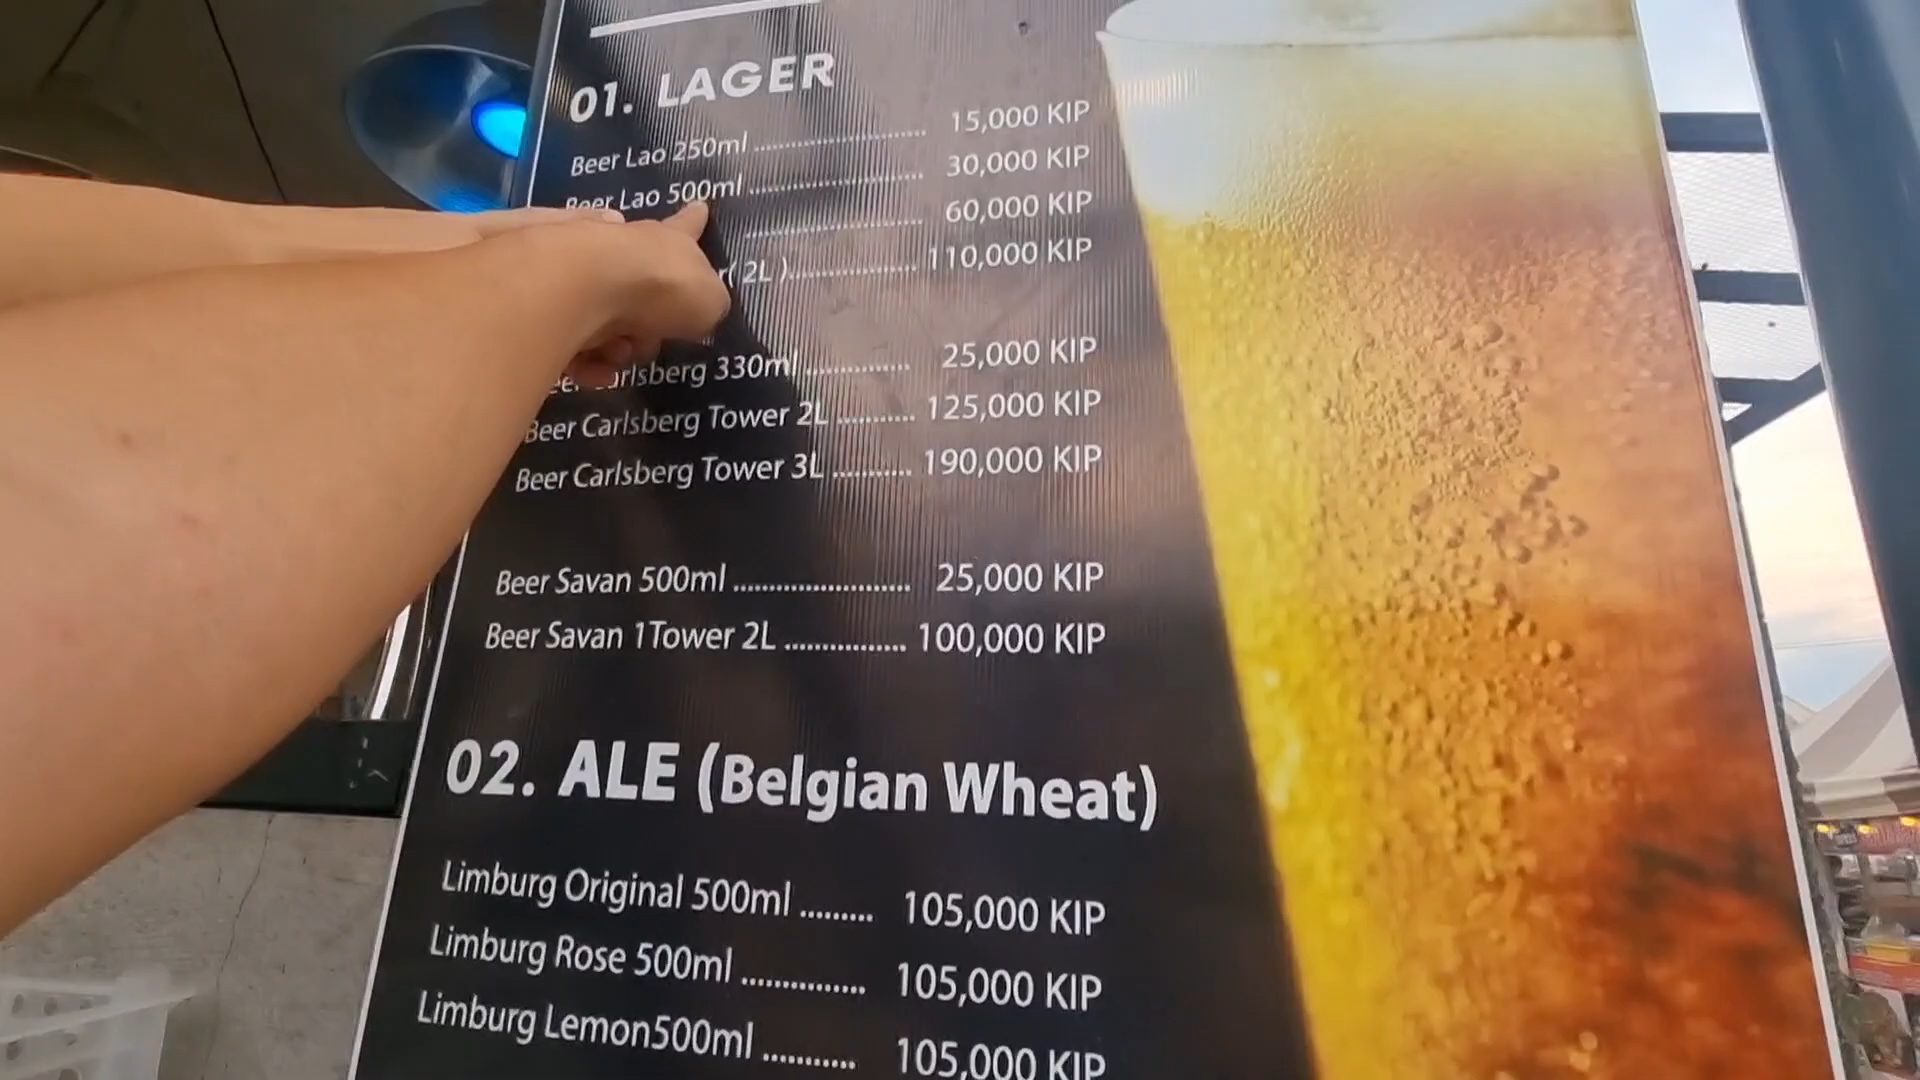 01. LAGER
Beer Lao 250ml ........................ 15,000 KIP
Beer Lao 500ml ........................ 30,000 KIP
........................ 60,000 KIP
( 2L ).................. 110,000 KIP
Carlsberg 330ml .............. 25,000 KIP
Beer Carlsberg Tower 2L .......... 125,000 KIP
Beer Carlsberg Tower 3L .......... 190,000 KIP
Beer Savan 500ml ....................... 25,000 KIP
Beer Savan 1Tower 2L ................ 100,000 KIP
02. ALE (Belgian Wheat)
Limburg Original 500ml ......... 105,000 KIP
Limburg Rose 500ml ............... 105,000 KIP
Limburg Lemon500ml ........... 105,000 KIP